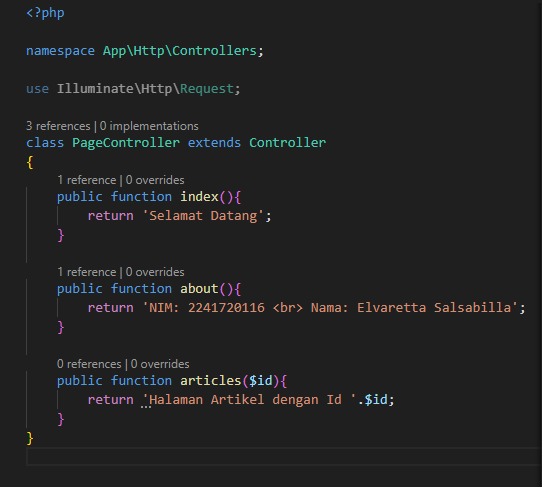 <?php
namespace App\Http\Controllers;
use Illuminate\Http\Request;
3 references | 0 implementations
class PageController extends Controller
{
1 reference | 0 overrides
public function index(){
return 'Selamat Datang';
}
1 reference | 0 overrides
public function about(){
return 'NIM: 2241720116 <br> Nama: Elvaretta Salsabilla';
}
0 references | 0 overrides
public function articles($id){
return 'Halaman Artikel dengan Id '.$id;
}
}